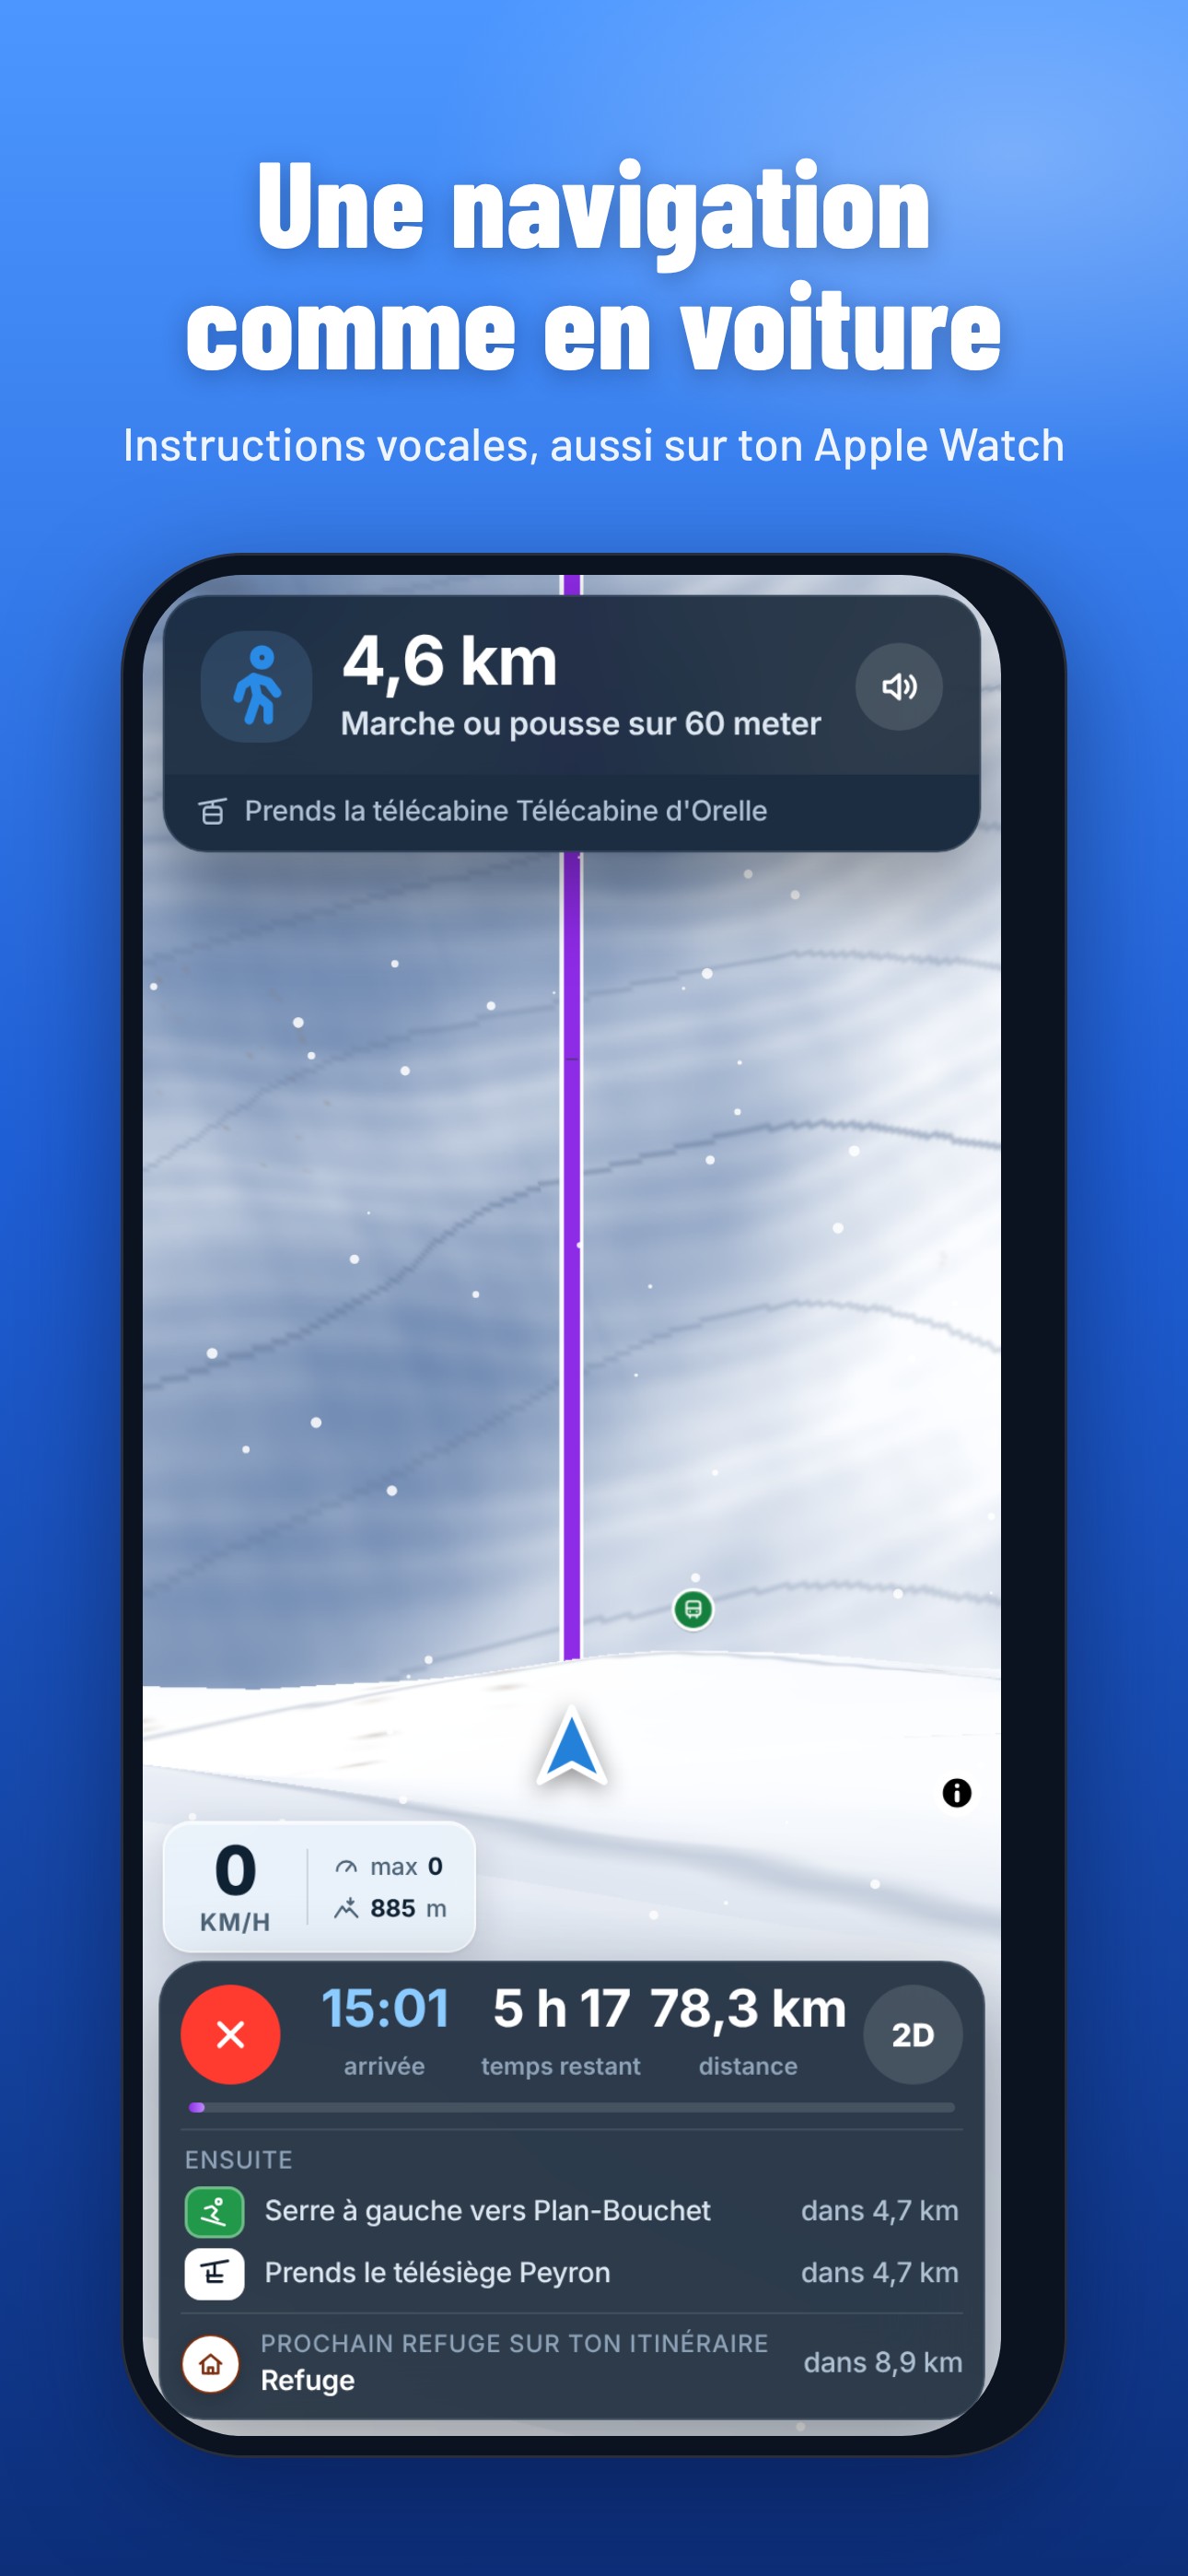 Une navigation
comme en voiture
Instructions vocales, aussi sur ton Apple Watch
4,6 km
Marche ou pousse sur 60 meter
Prends la télécabine Télécabine d'Orelle
0
KM/H
max 0
885 m
15:01
arrivée
5 h 17
temps restant
78,3 km
distance
2D
ENSUITE
Serre à gauche vers Plan-Bouchet dans 4,7 km
Prends le télésiège Peyron dans 4,7 km
PROCHAIN REFUGE SUR TON ITINÉRAIRE
Refuge
dans 8,9 km